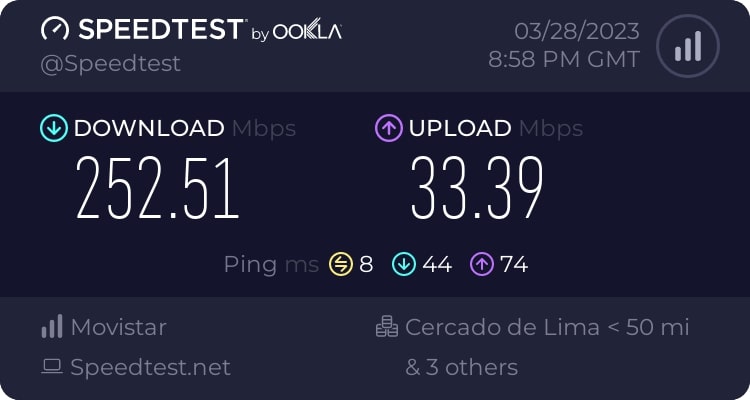 SPEEDTEST® by OOKLA®
@Speedtest
03/28/2023
8:58 PM GMT
DOWNLOAD Mbps
252.51
UPLOAD Mbps
33.39
Ping ms 8 44 74
Movistar
Speedtest.net
Cercado de Lima < 50 mi
& 3 others